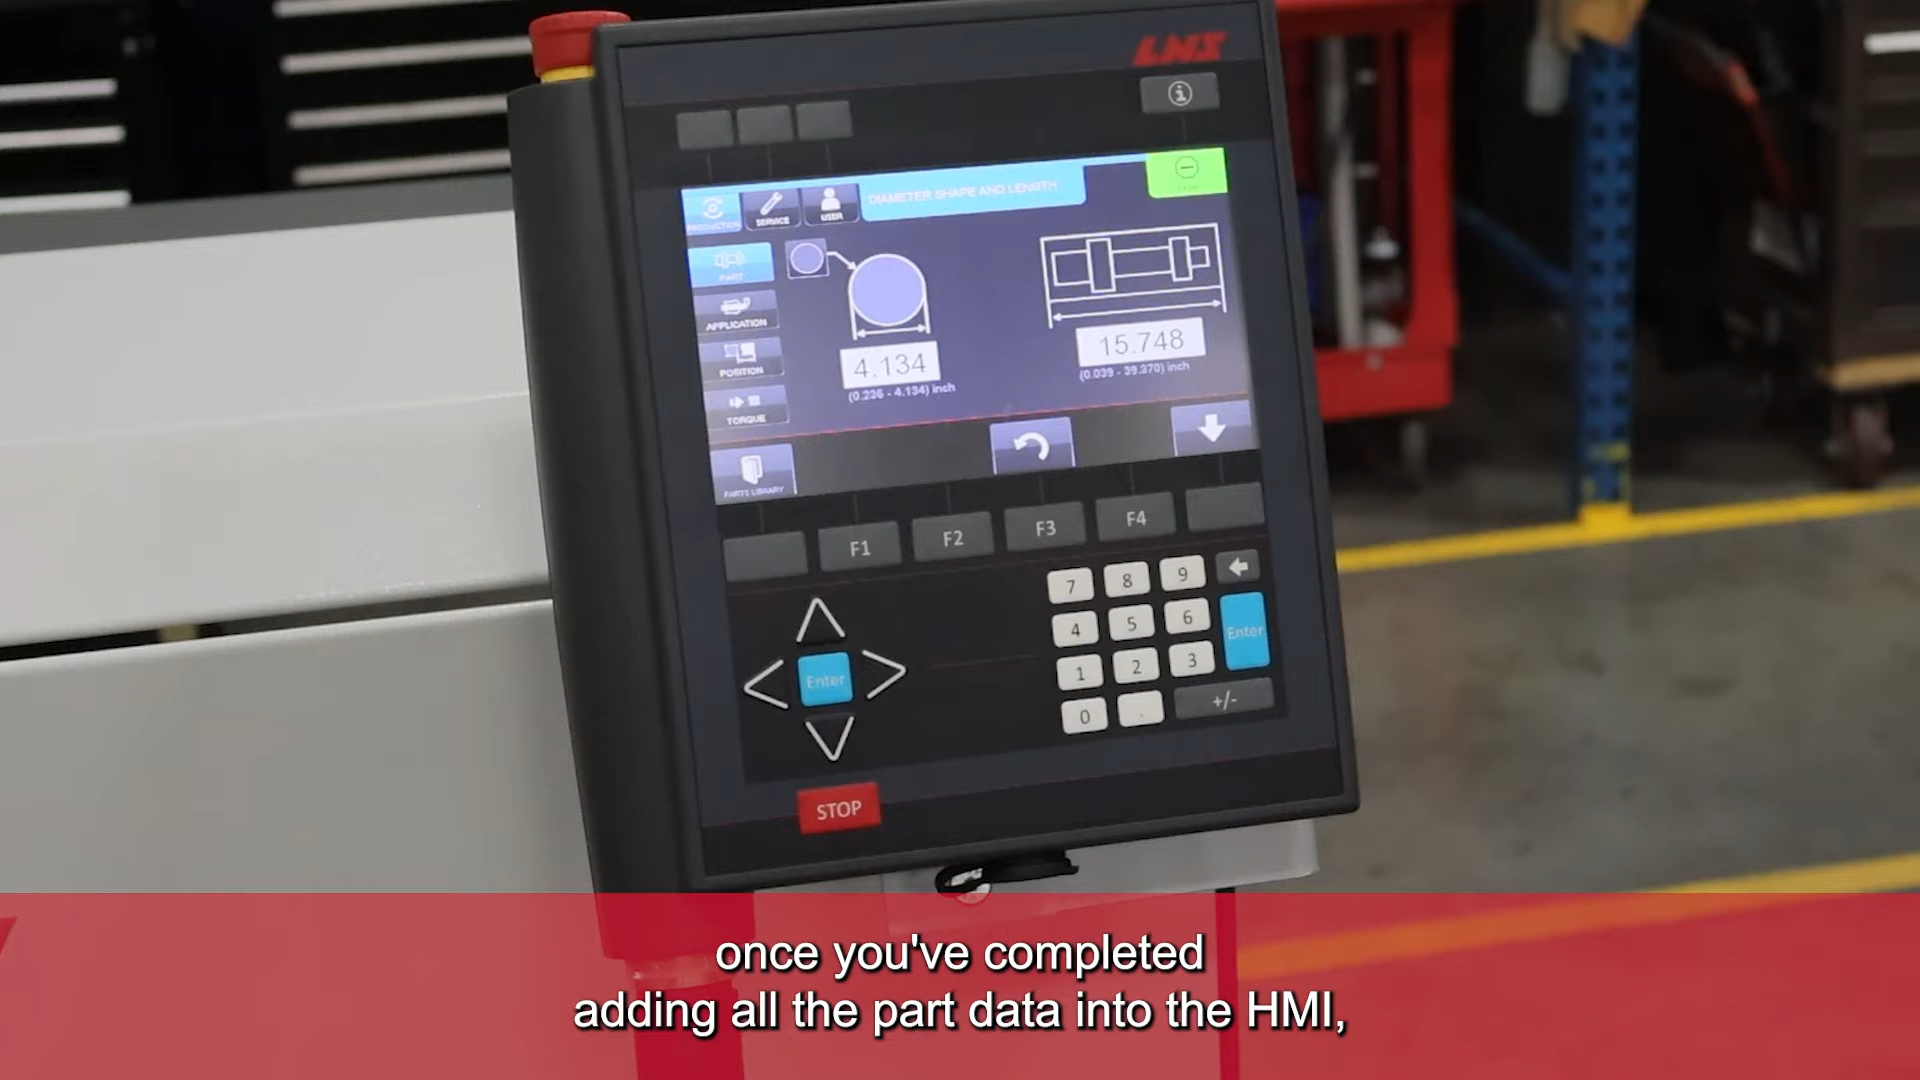 LNS
PRODUCTION
SERVICE
USER
DIAMETER SHAPE AND LENGTH
PART
APPLICATION
POSITION
TORQUE
4.134
(0.236 - 4.134) inch
15.748
(0.039 - 39.370) inch
PARTS LIBRARY
F1
F2
F3
F4
7 8 9
4 5 6
Enter
1 2 3
Enter
0 . +/-
STOP
once you've completed
adding all the part data into the HMI,